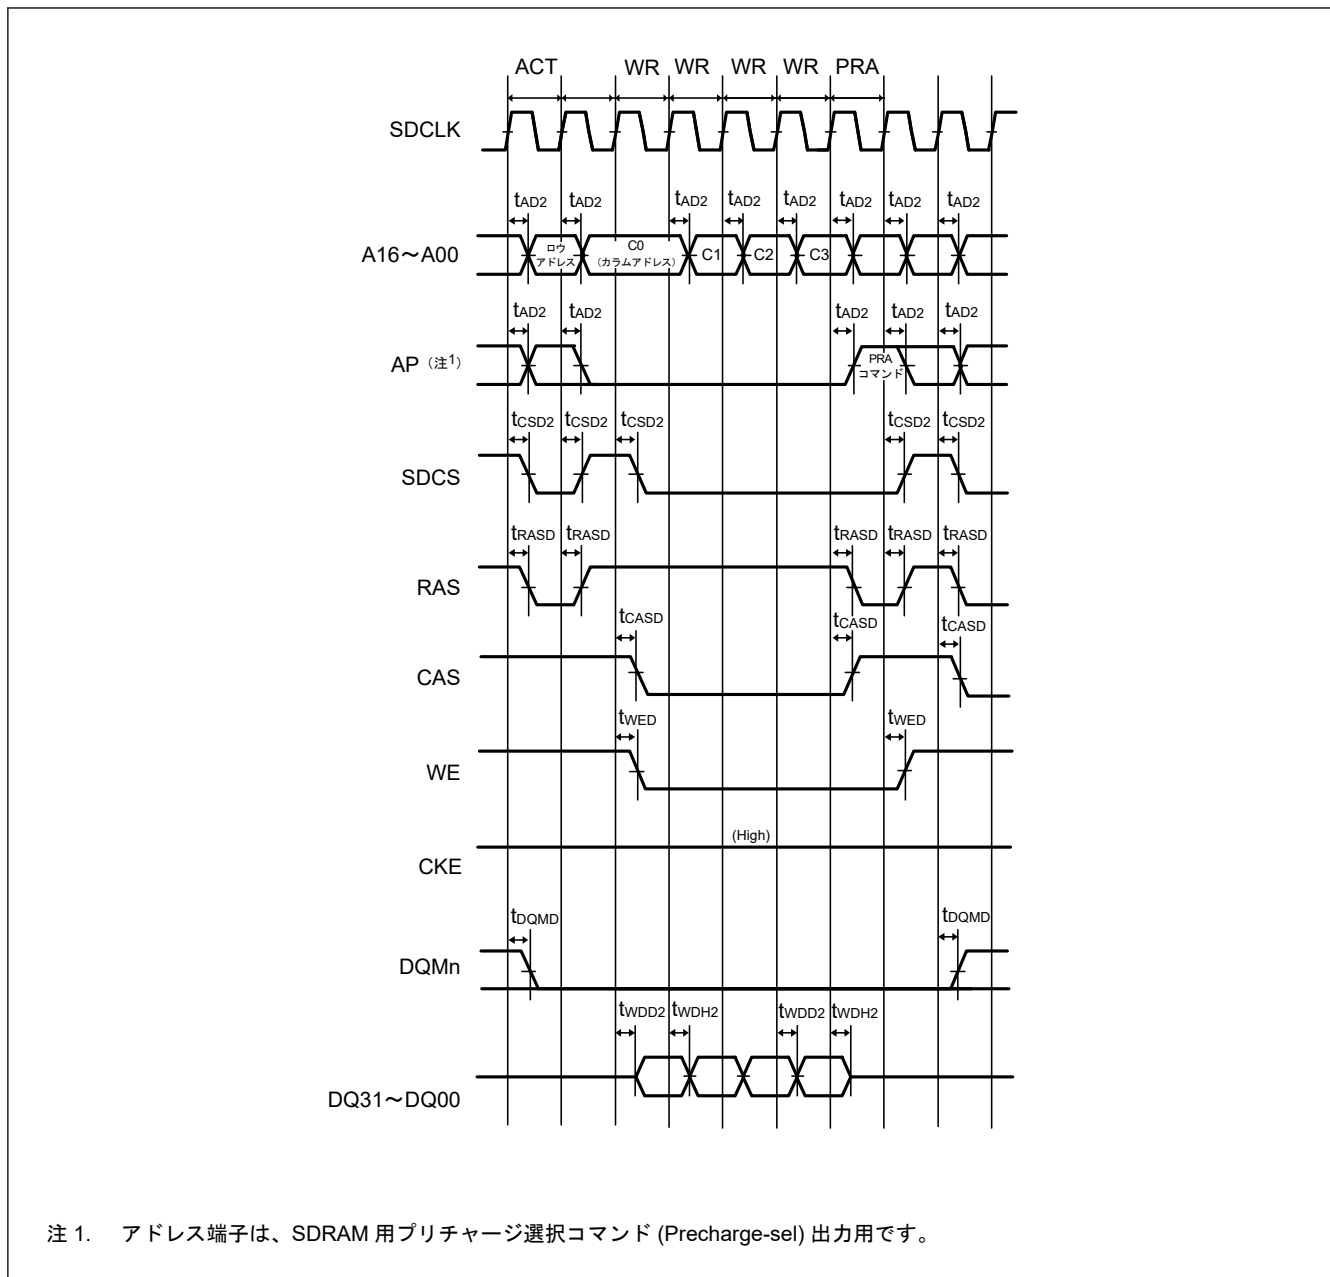 ACT WR WR WR WR PRA
SDCLK
tAD2 tAD2 tAD2 tAD2 tAD2 tAD2 tAD2 tAD2
A16～A00
ロウ
アドレス
C0
(カラムアドレス)
C1 C2 C3
tAD2 tAD2 tAD2 tAD2 tAD2
AP（注1）
PRA
コマンド
tCSD2 tCSD2 tCSD2 tCSD2 tCSD2
SDCS
tRASD tRASD tRASD tRASD tRASD
RAS
tCASD tCASD tCASD
CAS
tWED tWED
WE
(High)
CKE
tDQMD tDQMD
DQMn
tWDD2 tWDH2 tWDD2 tWDH2
DQ31～DQ00
注 1. アドレス端子は、SDRAM 用プリチャージ選択コマンド (Precharge-sel) 出力用です。